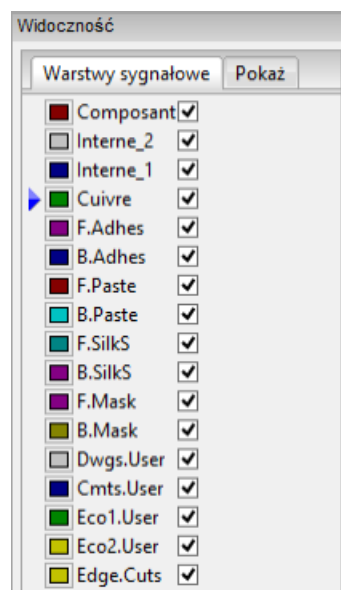 Widoczność
Warstwy sygnałowe Pokaż
Composant
Interne_2
Interne_1
Cuivre
F.Adhes
B.Adhes
F.Paste
B.Paste
F.SilkS
B.SilkS
F.Mask
B.Mask
Dwgs.User
Cmts.User
Eco1.User
Eco2.User
Edge.Cuts